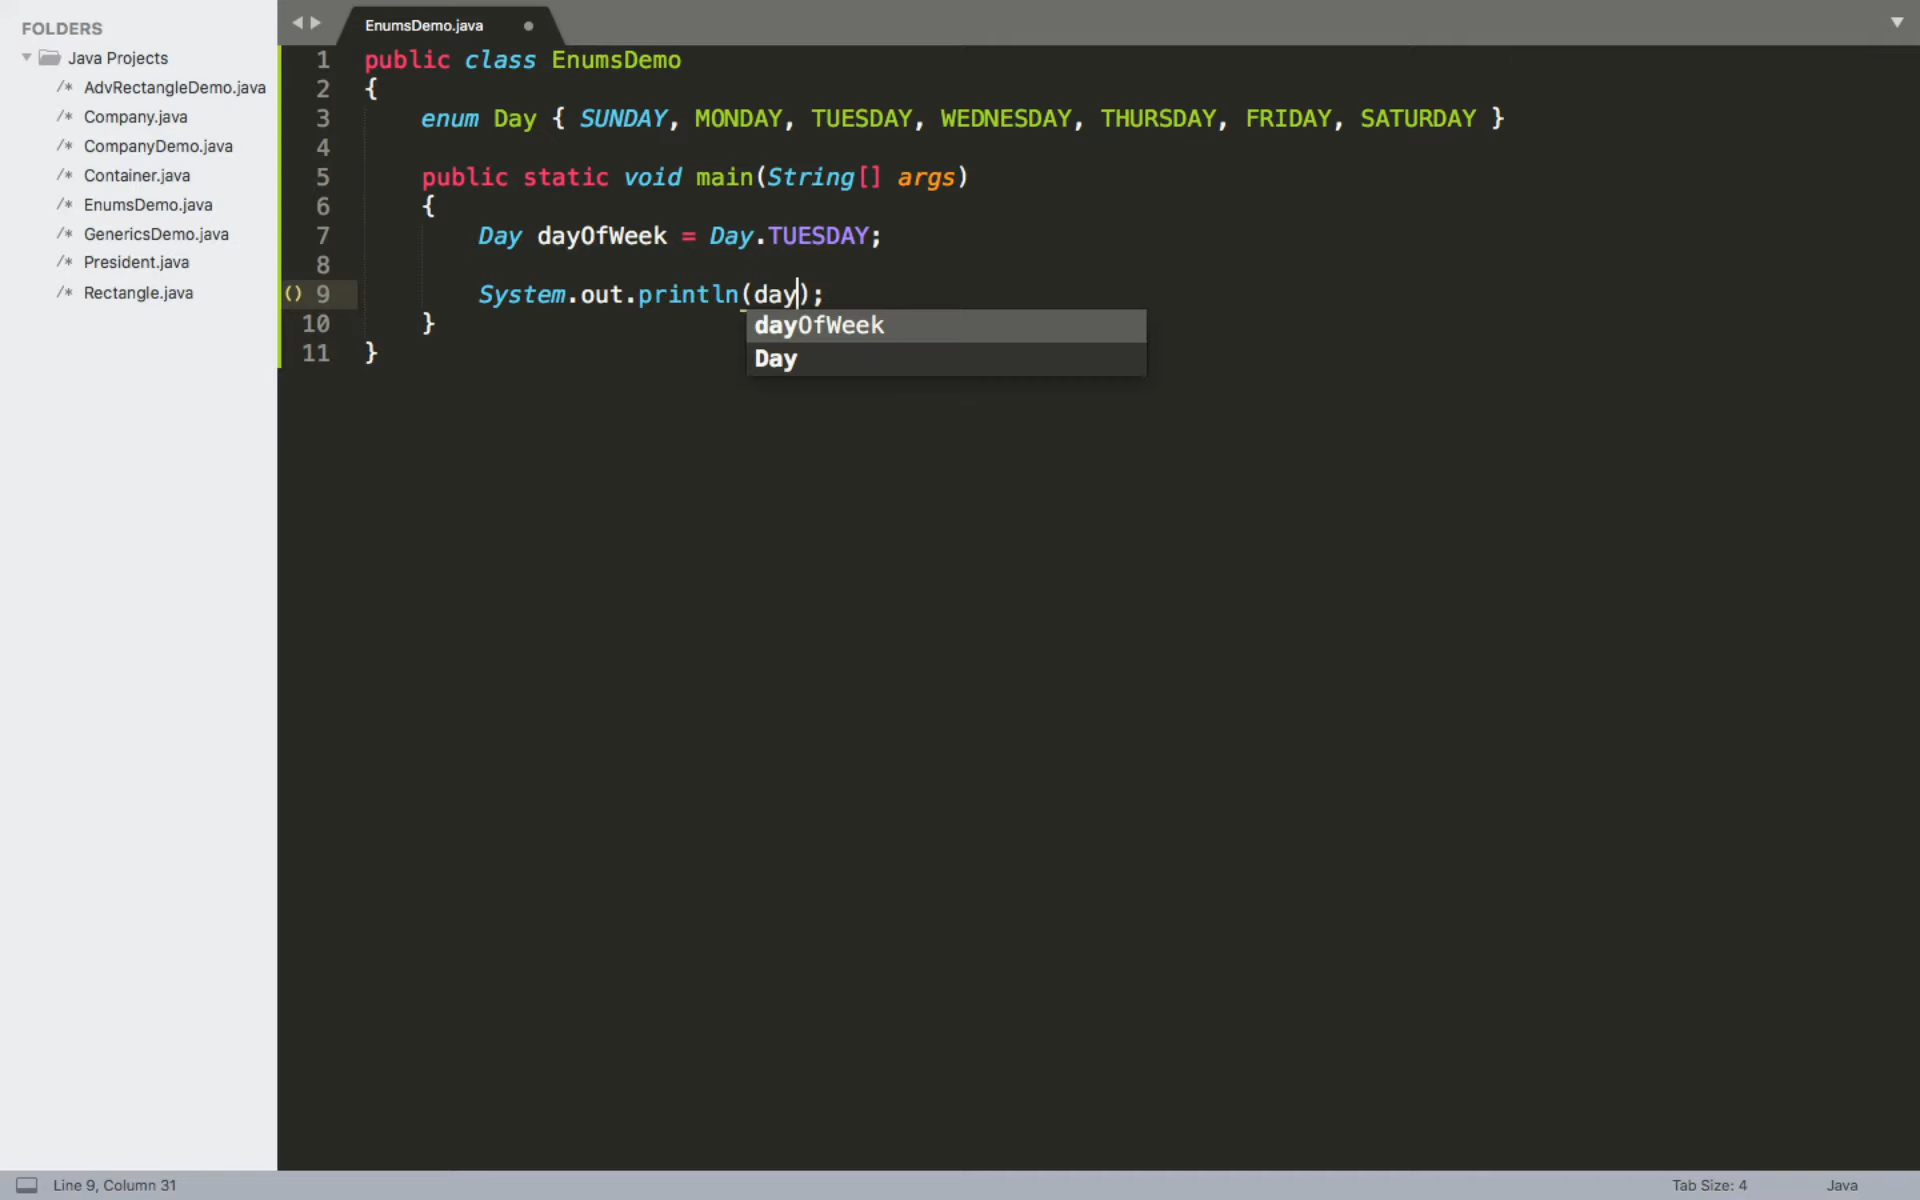 FOLDERS
Java Projects
/* AdvRectangleDemo.java
/* Company.java
/* CompanyDemo.java
/* Container.java
/* EnumsDemo.java
/* GenericsDemo.java
/* President.java
/* Rectangle.java
EnumsDemo.java
1 public class EnumsDemo
2 {
3 enum Day { SUNDAY, MONDAY, TUESDAY, WEDNESDAY, THURSDAY, FRIDAY, SATURDAY }
4
5 public static void main(String[] args)
6 {
7 Day dayOfWeek = Day.TUESDAY;
8
() 9 System.out.println(day);
dayOfWeek
Day
10 }
11 }
Line 9, Column 31
Tab Size: 4
Java